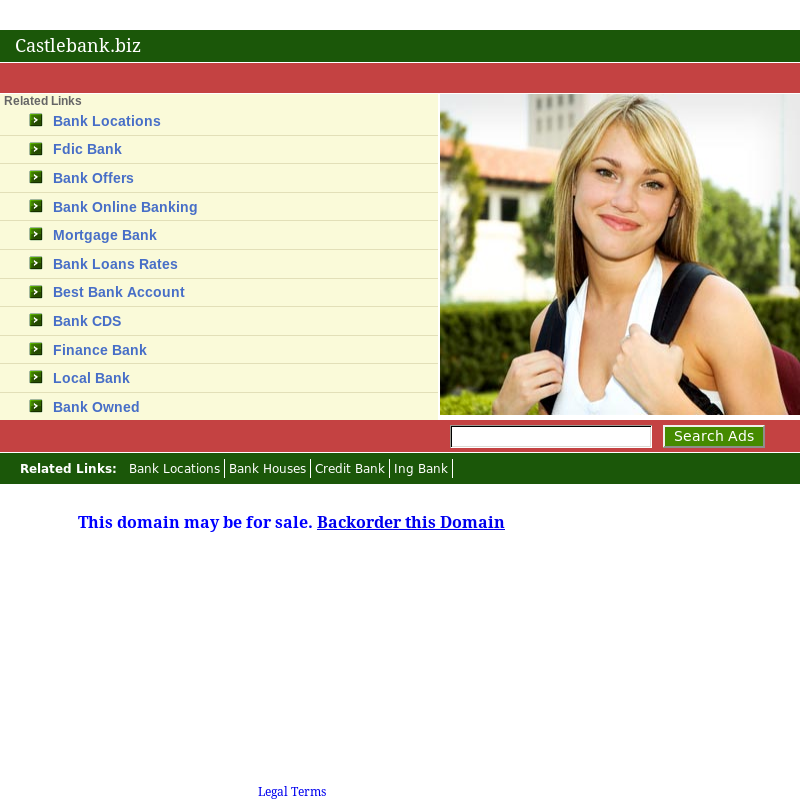 Castlebank.biz
Related Links
Bank Locations
Fdic Bank
Bank Offers
Bank Online Banking
Mortgage Bank
Bank Loans Rates
Best Bank Account
Bank CDS
Finance Bank
Local Bank
Bank Owned
Search Ads
Related Links: Bank Locations Bank Houses Credit Bank Ing Bank
This domain may be for sale. Backorder this Domain
Legal Terms